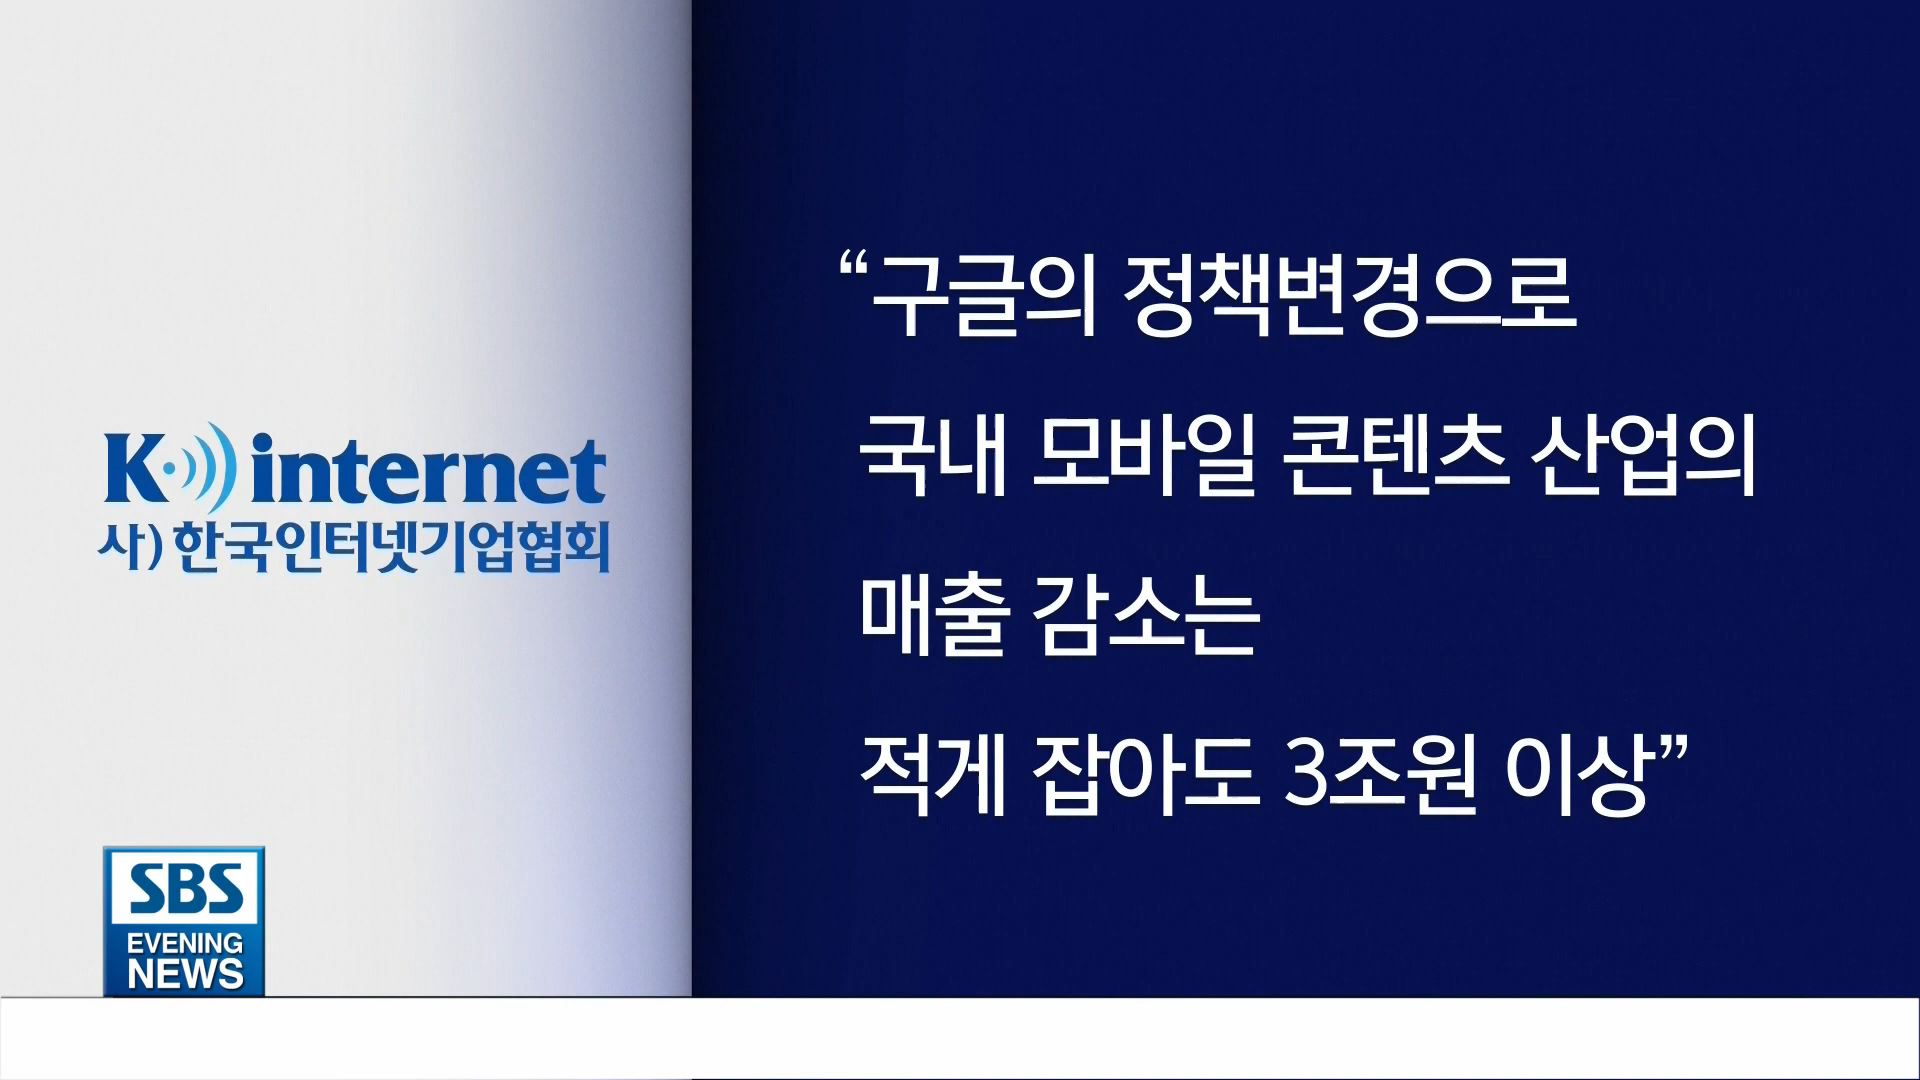 K internet
사) 한국인터넷기업협회
“구글의 정책변경으로
국내 모바일 콘텐츠 산업의
매출 감소는
적게 잡아도 3조원 이상”
SBS
EVENING
NEWS